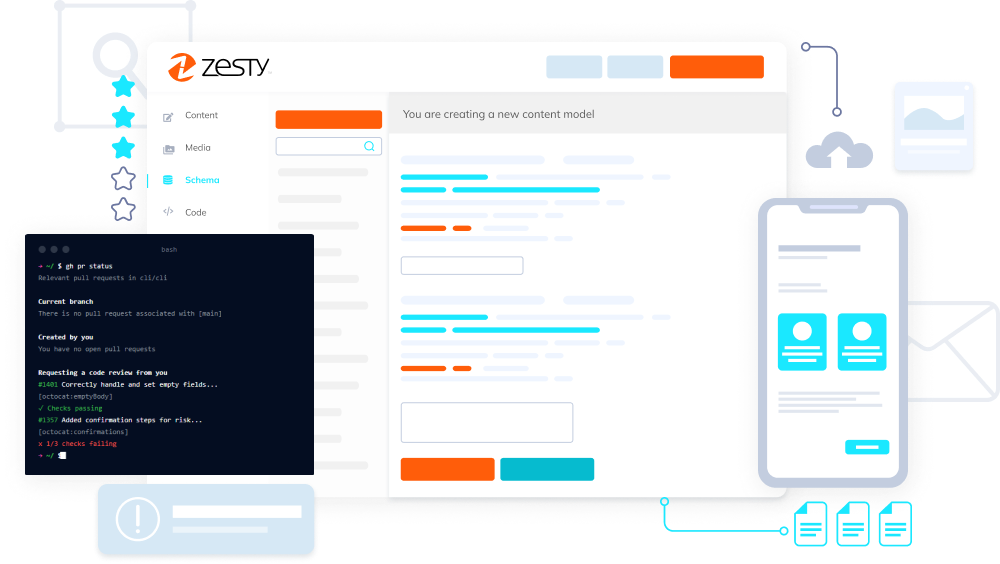 ZESTY
You are creating a new content model
Content
Media
Schema
Code
bash
→ ~/ $ gh pr status
Relevant pull requests in cli/cli
Current branch
There is no pull request associated with [main]
Created by you
You have no open pull requests
Requesting a code review from you
#1401 Correctly handle and set empty fields...
[octocat:emptyBody]
✓ Checks passing
#1357 Added confirmation steps for risk...
[octocat:confirmations]
x 1/3 checks failing
→ ~/ $